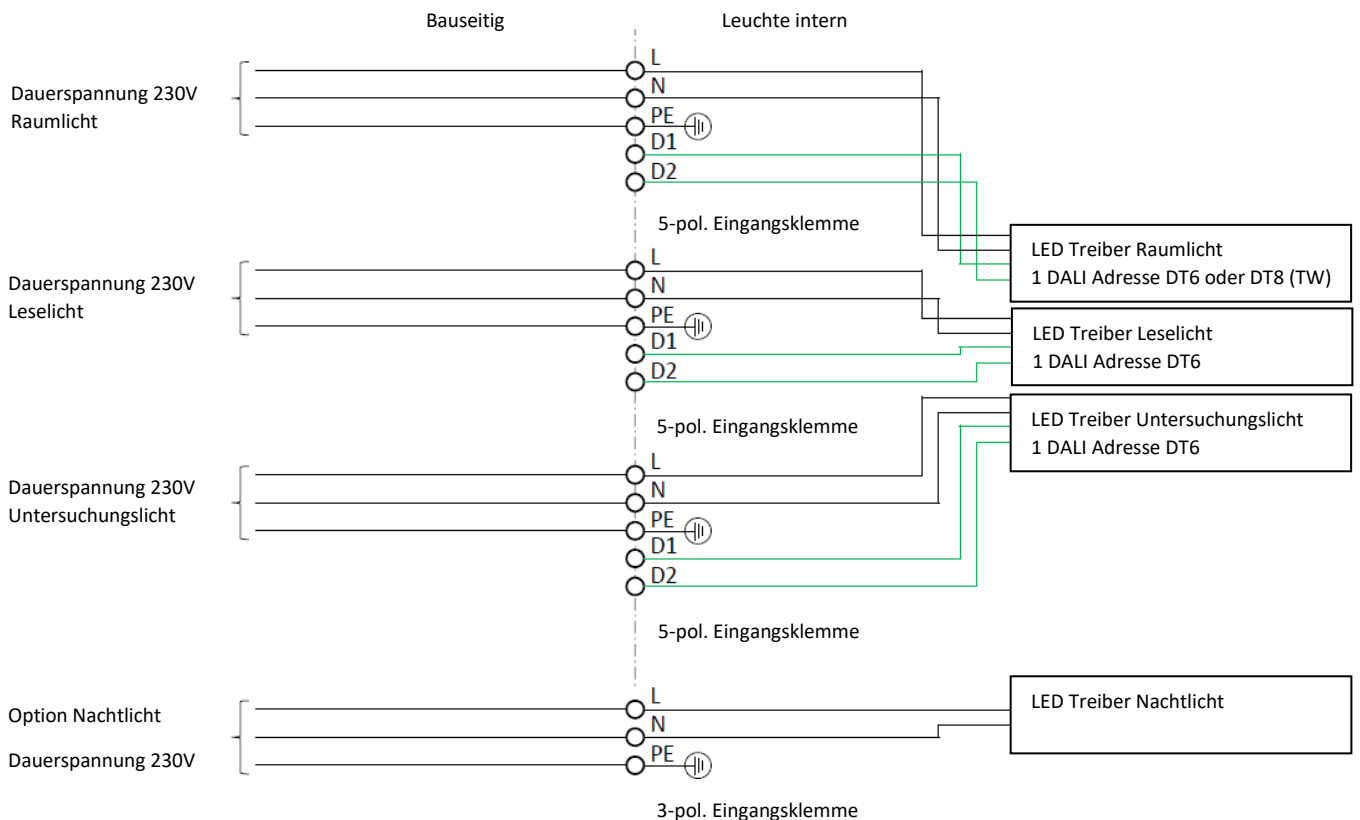 Bauseitig
Leuchte intern
Dauerspannung 230V
Raumlicht
L
N
PE
D1
D2
5-pol. Eingangsklemme
LED Treiber Raumlicht
1 DALI Adresse DT6 oder DT8 (TW)
Dauerspannung 230V
Leselicht
L
N
PE
D1
D2
5-pol. Eingangsklemme
LED Treiber Leselicht
1 DALI Adresse DT6
LED Treiber Untersuchungslicht
1 DALI Adresse DT6
Dauerspannung 230V
Untersuchungslicht
L
N
PE
D1
D2
5-pol. Eingangsklemme
Option Nachtlicht
Dauerspannung 230V
L
N
PE
3-pol. Eingangsklemme
LED Treiber Nachtlicht